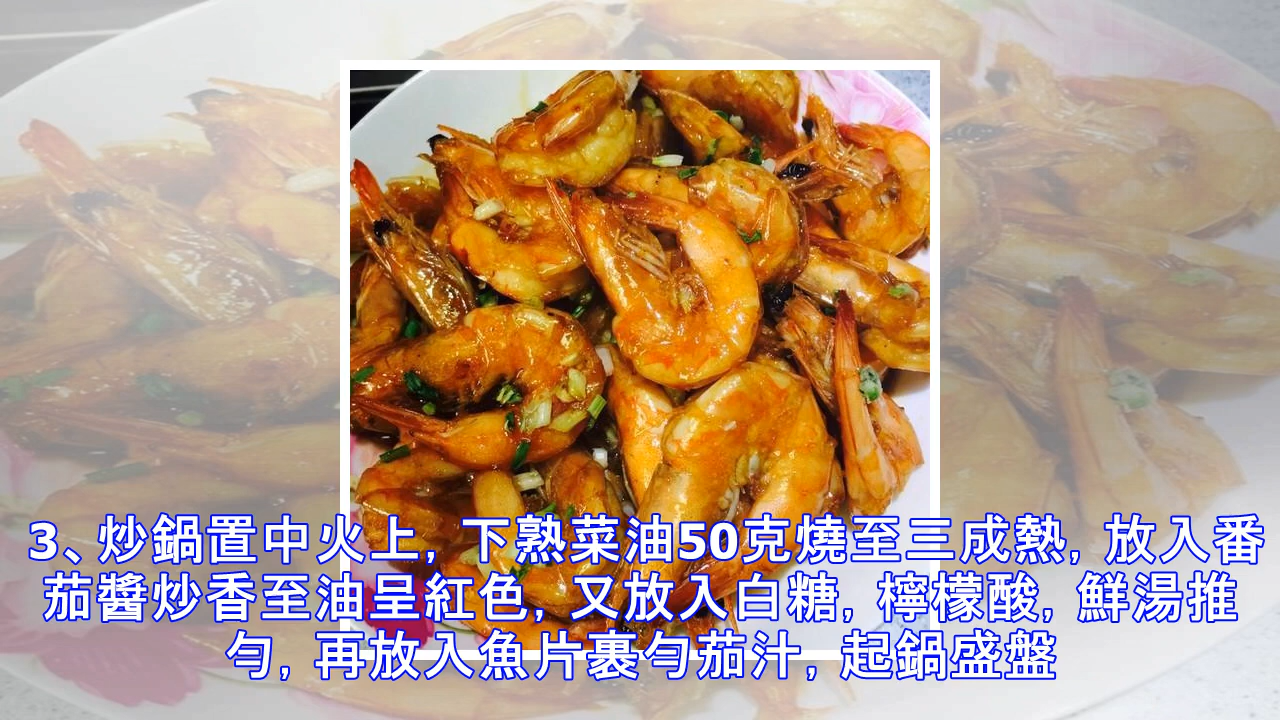 3、炒鍋置中火上, 下熟菜油50克燒至三成熱, 放入番
茄醬炒香至油呈紅色, 又放入白糖, 檸檬酸, 鮮湯推
勻, 再放入魚片裹勻茄汁, 起鍋盛盤